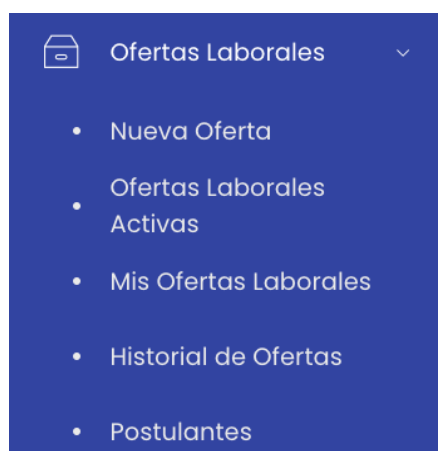 Ofertas Laborales
Nueva Oferta
Ofertas Laborales
Activas
Mis Ofertas Laborales
Historial de Ofertas
Postulantes